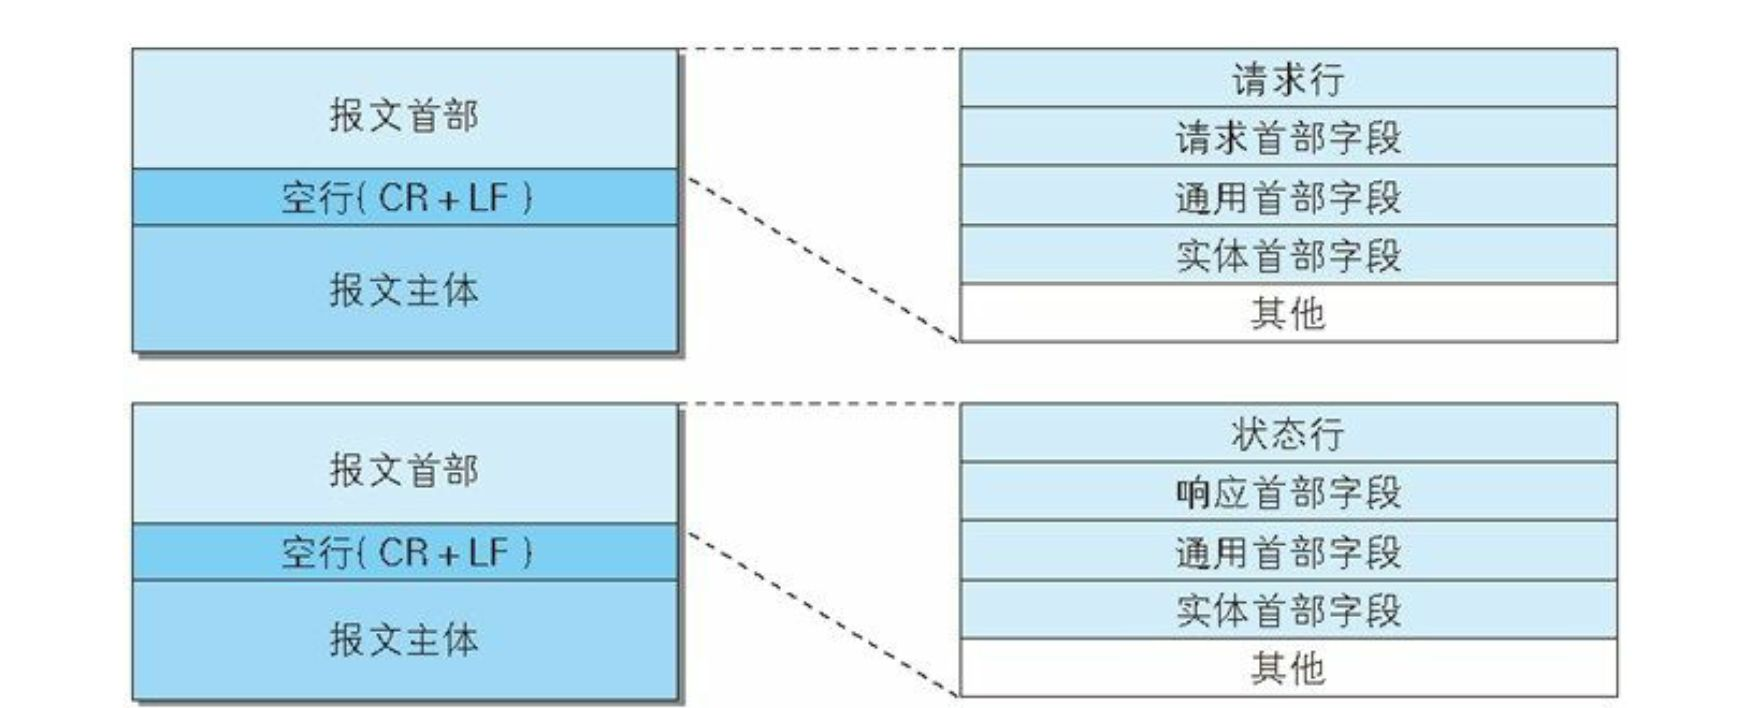 报文首部
空行(CR+LF)
报文主体
请求行
请求首部字段
通用首部字段
实体首部字段
其他
报文首部
空行(CR+LF)
报文主体
状态行
响应首部字段
通用首部字段
实体首部字段
其他